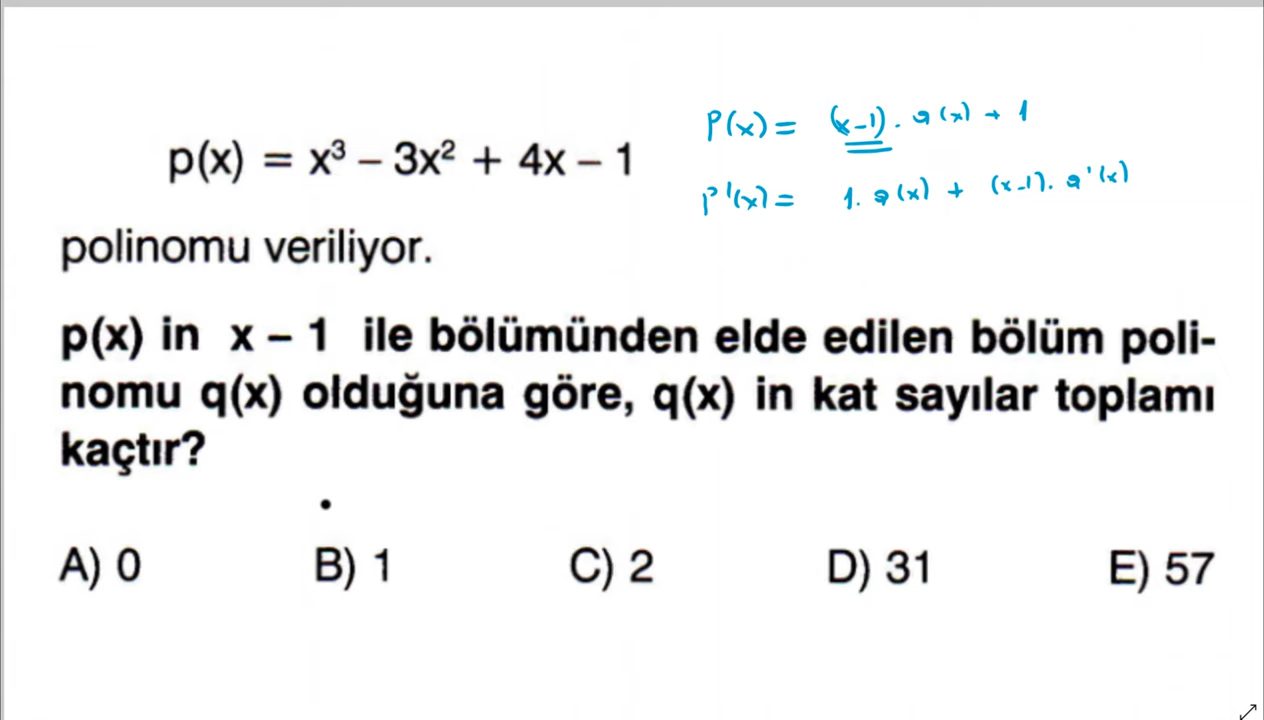 p(x) = x³ – 3x² + 4x – 1
P(x) = (x-1) . q(x) + 1
P'(x) = 1. q(x) + (x-1). q'(x)
polinomu veriliyor.
p(x) in x – 1 ile bölümünden elde edilen bölüm poli-
nomu q(x) olduğuna göre, q(x) in kat sayılar toplamı
kaçtır?
A) 0 B) 1 C) 2 D) 31 E) 57